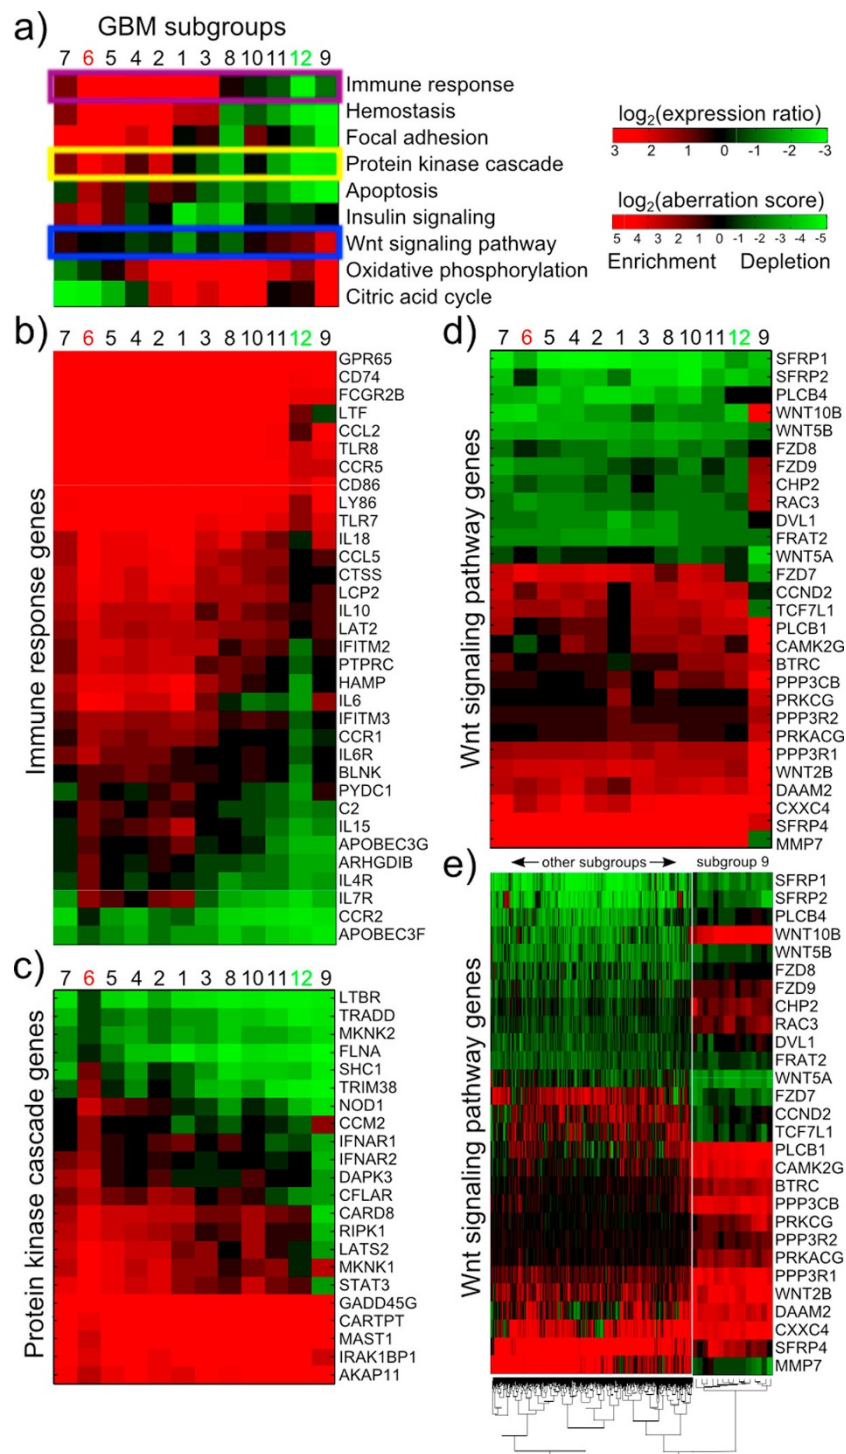 a)
GBM subgroups
7 6 5 4 2 1 3 8 10 11 12 9
Immune response
Hemostasis
Focal adhesion
Protein kinase cascade
Apoptosis
Insulin signaling
Wnt signaling pathway
Oxidative phosphorylation
Citric acid cycle
log2(expression ratio)
3 2 1 0 -1 -2 -3
log2(aberration score)
5 4 3 2 1 0 -1 -2 -3 -4 -5
Enrichment Depletion
b)
7 6 5 4 2 1 3 8 10 11 12 9
Immune response genes
GPR65
CD74
FCGR2B
LTF
CCL2
TLR8
CCR5
CD86
LY86
TLR7
IL18
CCL5
CTSS
LCP2
IL10
LAT2
IFITM2
PTPRC
HAMP
IL6
IFITM3
CCR1
IL6R
BLNK
PYDC1
C2
IL15
APOBEC3G
ARHGDIB
IL4R
IL7R
CCR2
APOBEC3F
c)
7 6 5 4 2 1 3 8 10 11 12 9
Protein kinase cascade genes
LTBR
TRADD
MKNK2
FLNA
SHC1
TRIM38
NOD1
CCM2
IFNAR1
IFNAR2
DAPK3
CFLAR
CARD8
RIPK1
LATS2
MKNK1
STAT3
GADD45G
CARTPT
MAST1
IRAK1BP1
AKAP11
d)
7 6 5 4 2 1 3 8 10 11 12 9
Wnt signaling pathway genes
SFRP1
SFRP2
PLCB4
WNT10B
WNT5B
FZD8
FZD9
CHP2
RAC3
DVL1
FRAT2
WNT5A
FZD7
CCND2
TCF7L1
PLCB1
CAMK2G
BTRC
PPP3CB
PRKCG
PPP3R2
PRKACG
PPP3R1
WNT2B
DAAM2
CXXC4
SFRP4
MMP7
e)
other subgroups
subgroup 9
Wnt signaling pathway genes
SFRP1
SFRP2
PLCB4
WNT10B
WNT5B
FZD8
FZD9
CHP2
RAC3
DVL1
FRAT2
WNT5A
FZD7
CCND2
TCF7L1
PLCB1
CAMK2G
BTRC
PPP3CB
PRKCG
PPP3R2
PRKACG
PPP3R1
WNT2B
DAAM2
CXXC4
SFRP4
MMP7